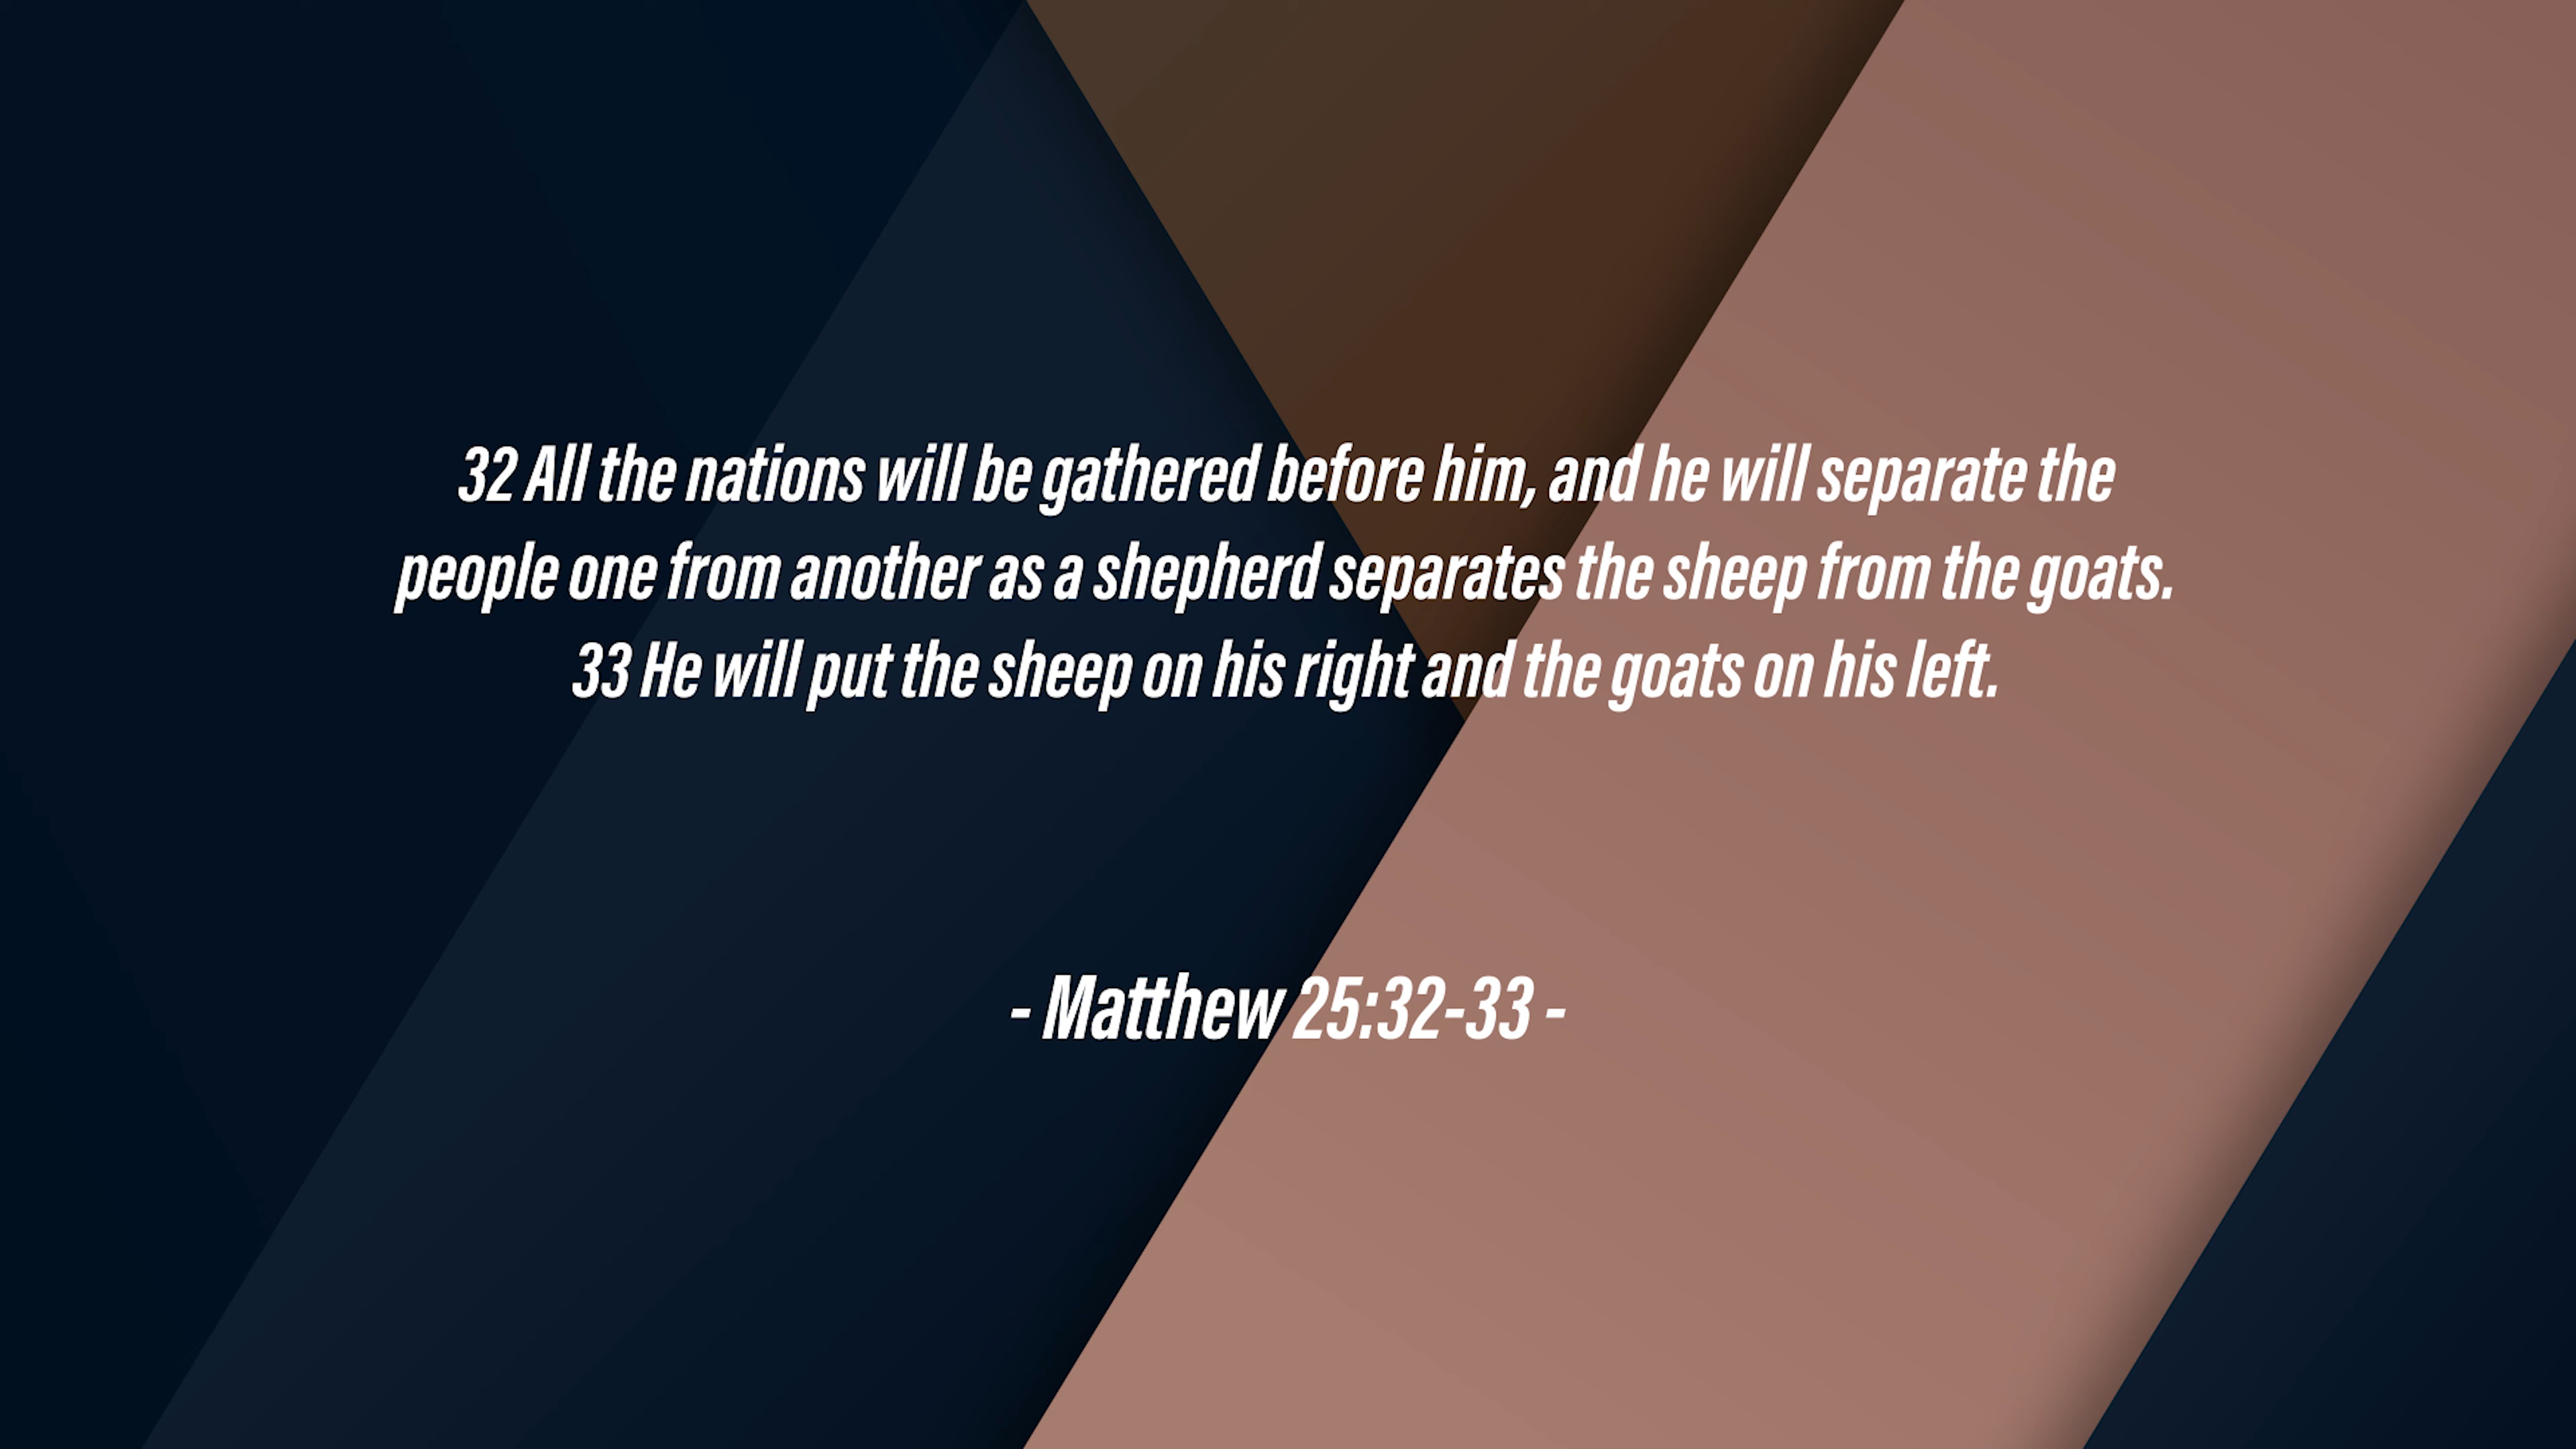 32 All the nations will be gathered before him, and he will separate the
people one from another as a shepherd separates the sheep from the goats.
33 He will put the sheep on his right and the goats on his left.
- Matthew 25:32-33 -